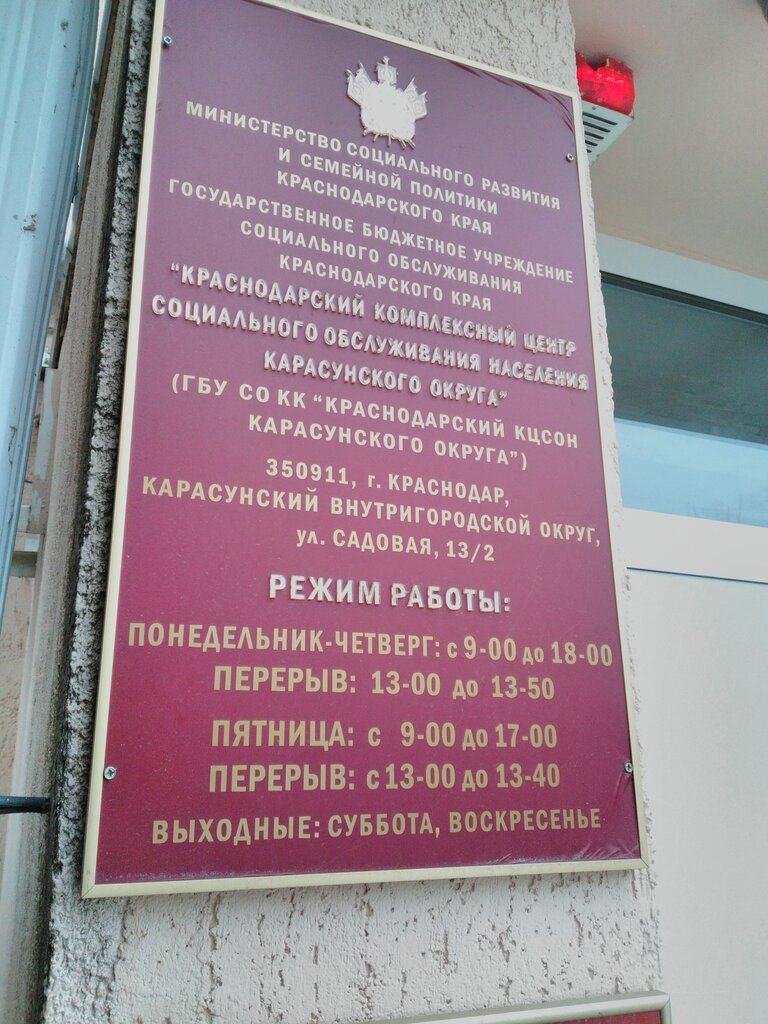 МИНИСТЕРСТВО СОЦИАЛЬНОГО РАЗВИТИЯ
И СЕМЕЙНОЙ ПОЛИТИКИ
КРАСНОДАРСКОГО КРАЯ
ГОСУДАРСТВЕННОЕ БЮДЖЕТНОЕ УЧРЕЖДЕНИЕ
СОЦИАЛЬНОГО ОБСЛУЖИВАНИЯ
КРАСНОДАРСКОГО КРАЯ
"КРАСНОДАРСКИЙ КОМПЛЕКСНЫЙ ЦЕНТР
СОЦИАЛЬНОГО ОБСЛУЖИВАНИЯ НАСЕЛЕНИЯ
КАРАСУНСКОГО ОКРУГА"
(ГБУ СО КК "КРАСНОДАРСКИЙ КЦСОН
КАРАСУНСКОГО ОКРУГА")
350911, г. КРАСНОДАР,
КАРАСУНСКИЙ ВНУТРИГОРОДСКОЙ ОКРУГ,
ул. САДОВАЯ, 13/2
РЕЖИМ РАБОТЫ:
ПОНЕДЕЛЬНИК-ЧЕТВЕРГ: с 9-00 до 18-00
ПЕРЕРЫВ: 13-00 до 13-50
ПЯТНИЦА: с 9-00 до 17-00
ПЕРЕРЫВ: с 13-00 до 13-40
ВЫХОДНЫЕ: СУББОТА, ВОСКРЕСЕНЬЕ